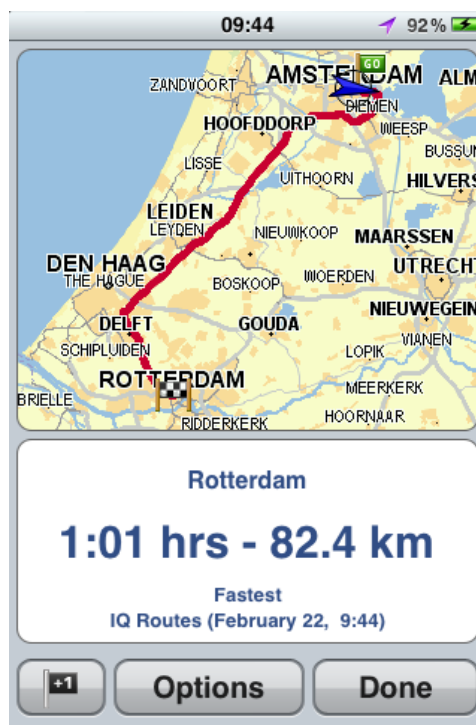 09:44
92%
GO
AMSTERDAM
ALM
ZANDVOORT
DIEMEN
HOOFDDORP
WEESP
BUSSU
LISSE
UITHOORN
HILVERS
LEIDEN
LEYDEN
NIEUWKOOP
MAARSSEN
DEN HAAG
THE HAGUE
BOSKOOP
WOERDEN
UTRECHT
DELFT
GOUDA
NIEUWEGEIN
SCHIPLUIDEN
LOPIK
VIANEN
ROTTERDAM
MEERKERK
BRIELLE
RIDDERKERK
HOORNAAR
Rotterdam
1:01 hrs - 82.4 km
Fastest
IQ Routes (February 22, 9:44)
+1
Options
Done